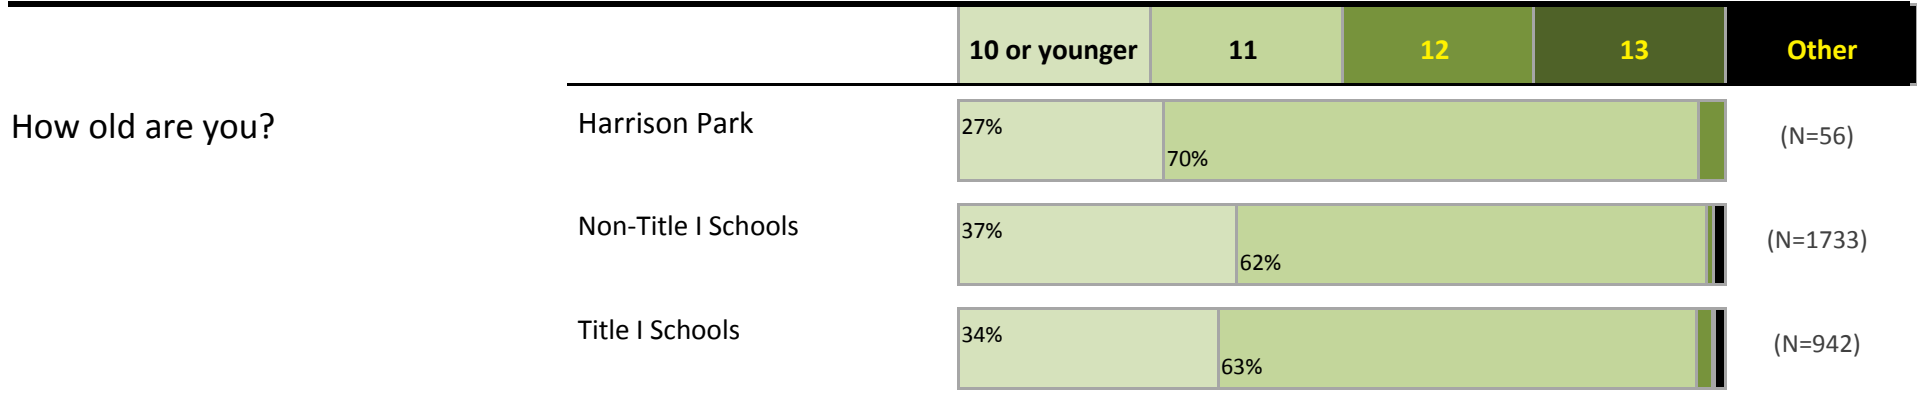 10 or younger 11 12 13 Other
How old are you? Harrison Park 27% 70% (N=56)
Non-Title I Schools 37% 62% (N=1733)
Title I Schools 34% 63% (N=942)